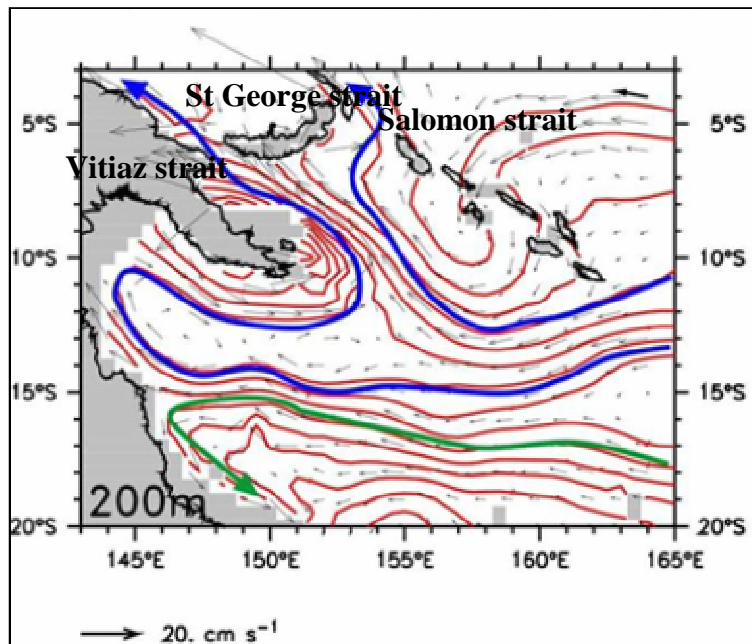 St George strait
5°S
5°S
Salomon strait
Vitiaz strait
10°S
10°S
15°S
15°S
200m
20°S
20°S
145°E 150°E 155°E 160°E 165°E
20. cm s⁻¹